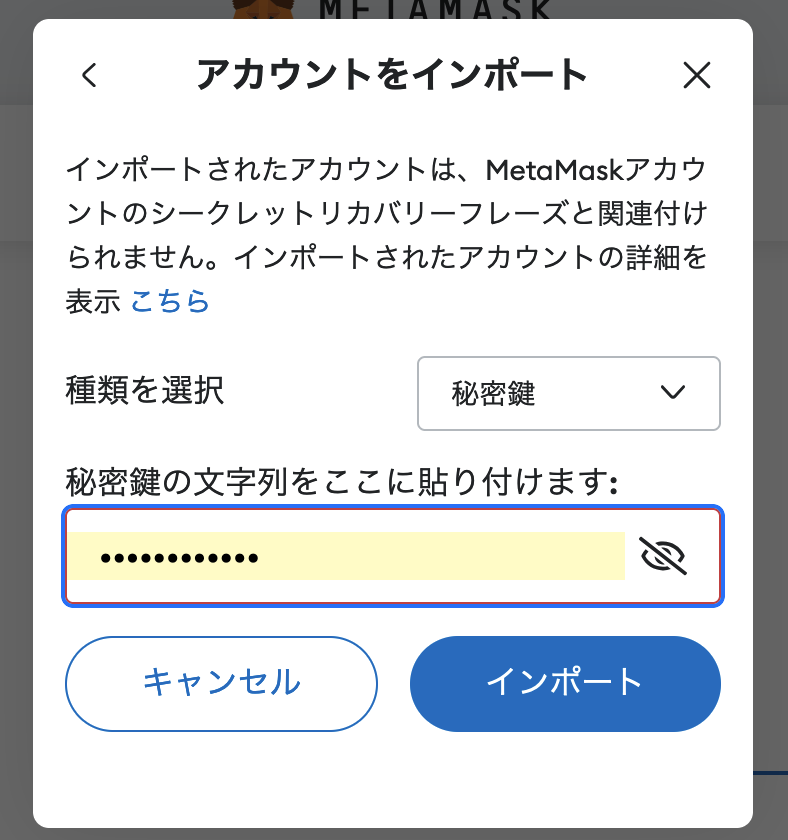 METAMASK
アカウントをインポート
インポートされたアカウントは、MetaMaskアカウ
ントのシークレットリカバリーフレーズと関連付け
られません。インポートされたアカウントの詳細を
表示 こちら
種類を選択
秘密鍵
秘密鍵の文字列をここに貼り付けます:
••••••••••••
キャンセル
インポート